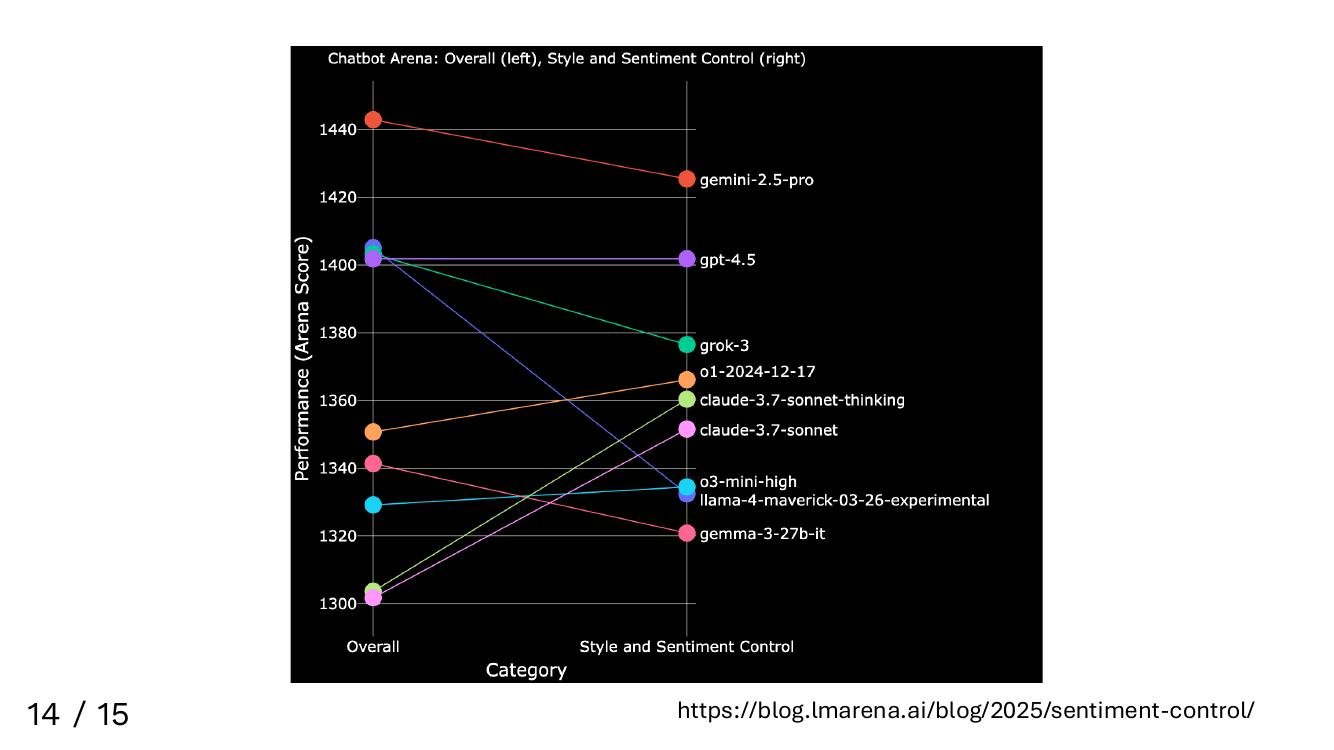 Chatbot Arena: Overall (left), Style and Sentiment Control (right)
Performance (Arena Score)
1440
1420
1400
1380
1360
1340
1320
1300
gemini-2.5-pro
gpt-4.5
grok-3
o1-2024-12-17
claude-3.7-sonnet-thinking
claude-3.7-sonnet
o3-mini-high
llama-4-maverick-03-26-experimental
gemma-3-27b-it
Overall
Style and Sentiment Control
Category
14 / 15
https://blog.lmarena.ai/blog/2025/sentiment-control/